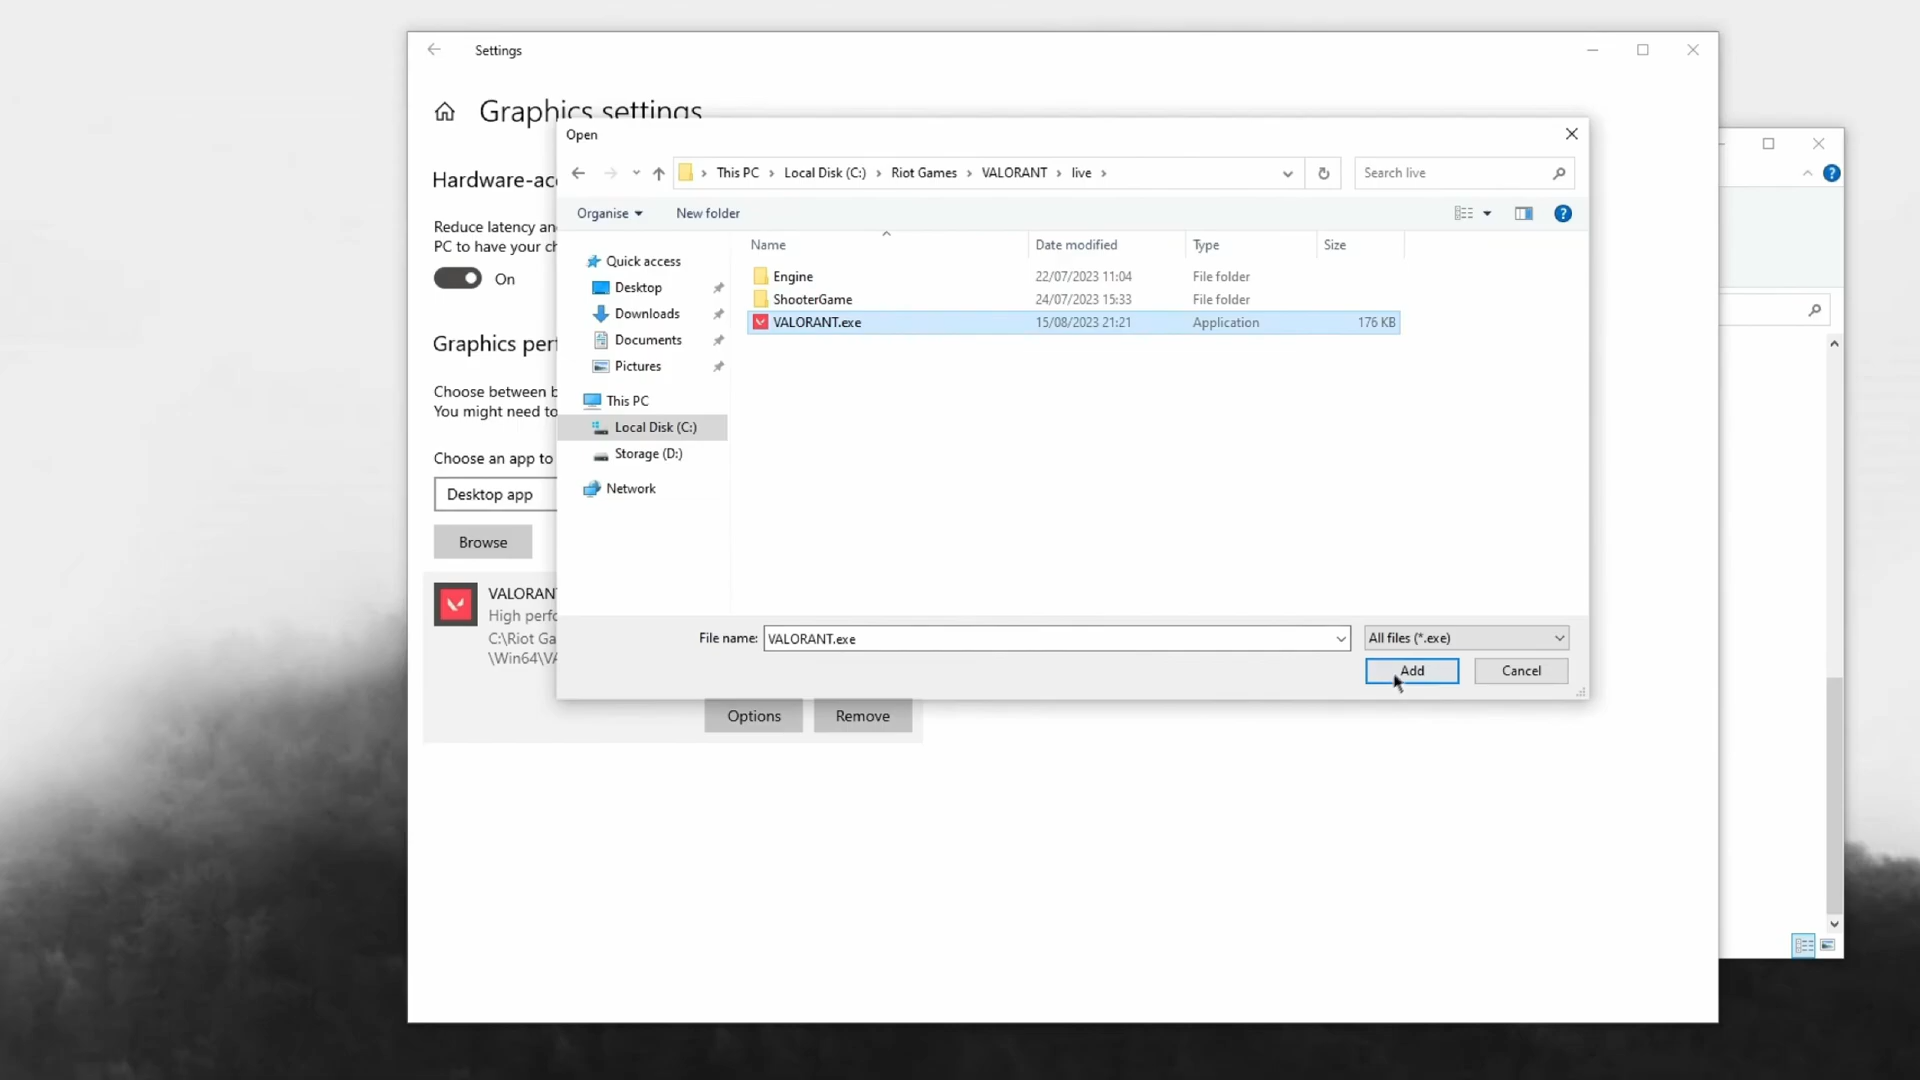 Settings
Graphics settings
Hardware-acc
Reduce latency an
PC to have your ch
On
Graphics perf
Choose between b
You might need to
Choose an app to
Desktop app
Browse
VALORANT
High perfo
C:\Riot Ga
\Win64\VA
Options
Remove
Open
This PC › Local Disk (C:) › Riot Games › VALORANT › live ›
Search live
Organise
New folder
Quick access
Desktop
Downloads
Documents
Pictures
This PC
Local Disk (C:)
Storage (D:)
Network
Name Date modified Type Size
Engine 22/07/2023 11:04 File folder
ShooterGame 24/07/2023 15:33 File folder
VALORANT.exe 15/08/2023 21:21 Application 176 KB
File name: VALORANT.exe
All files (*.exe)
Add
Cancel